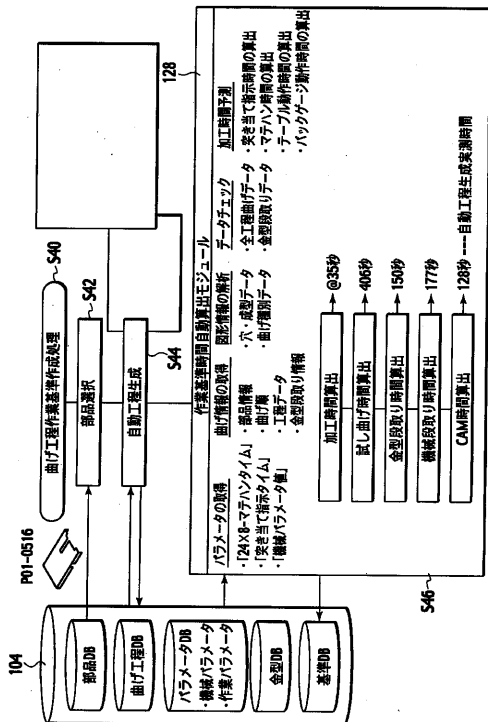 P01-0516
曲げ工程作業基準作成処理
S40
部品選択
S42
自動工程生成
S44
104
部品DB
曲げ工程DB
パラメータDB
・機械パラメータ
・作業パラメータ
金型DB
基準DB
128
作業基準時間自動算出モジュール
パラメータの取得
・「24×8-マテハンタイム」
・「突き当て指示タイム」
・「機械パラメータ値」
曲げ情報の取得
・部品情報
・曲げ順
・工程データ
・金型段取り情報
図形情報の解析
・穴・成型データ
・曲げ種別データ
データチェック
・全工程曲げデータ
・金型段取りデータ
加工時間予測
・突き当て指示時間の算出
・マテハン時間の算出
・テーブル動作時間の算出
・バックゲージ動作時間の算出
加工時間算出
@35秒
試し曲げ時間算出
406秒
金型段取り時間算出
150秒
機械段取り時間算出
177秒
CAM時間算出
128秒 --- 自動工程生成実測時間
S46